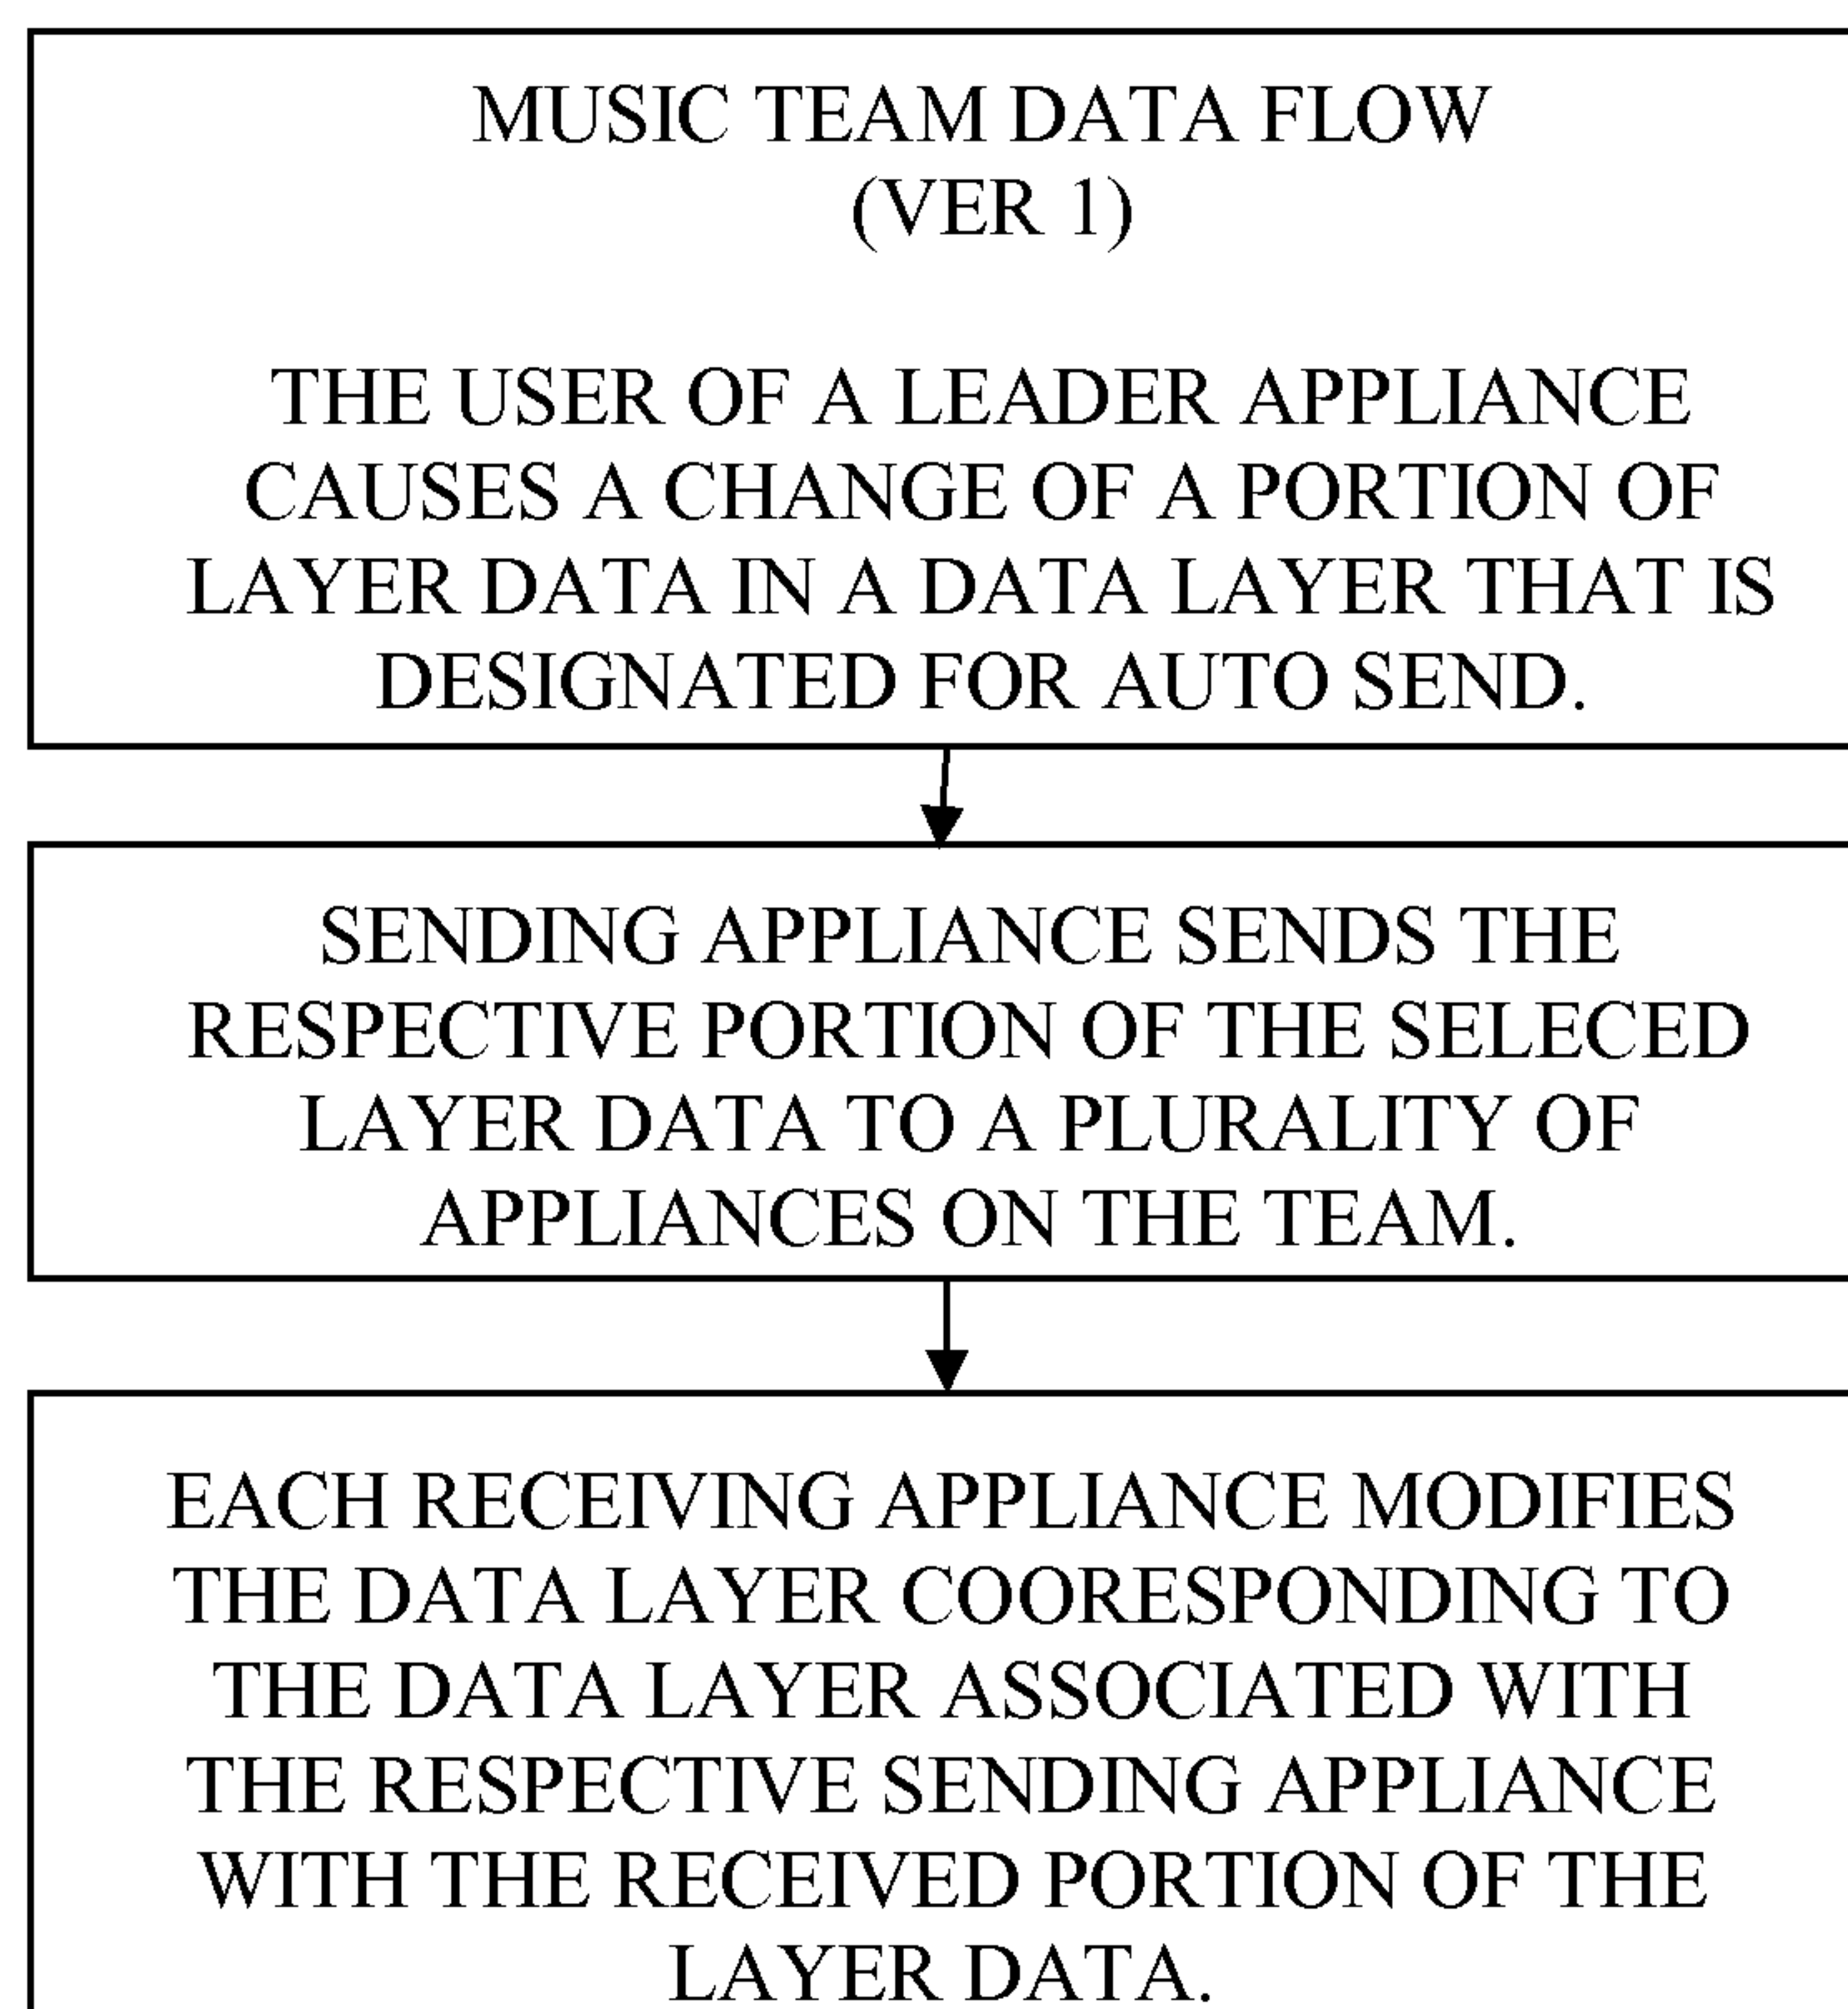 MUSIC TEAM DATA FLOW
(VER 1)
THE USER OF A LEADER APPLIANCE
CAUSES A CHANGE OF A PORTION OF
LAYER DATA IN A DATA LAYER THAT IS
DESIGNATED FOR AUTO SEND.
SENDING APPLIANCE SENDS THE
RESPECTIVE PORTION OF THE SELECED
LAYER DATA TO A PLURALITY OF
APPLIANCES ON THE TEAM.
EACH RECEIVING APPLIANCE MODIFIES
THE DATA LAYER COORESPONDING TO
THE DATA LAYER ASSOCIATED WITH
THE RESPECTIVE SENDING APPLIANCE
WITH THE RECEIVED PORTION OF THE
LAYER DATA.